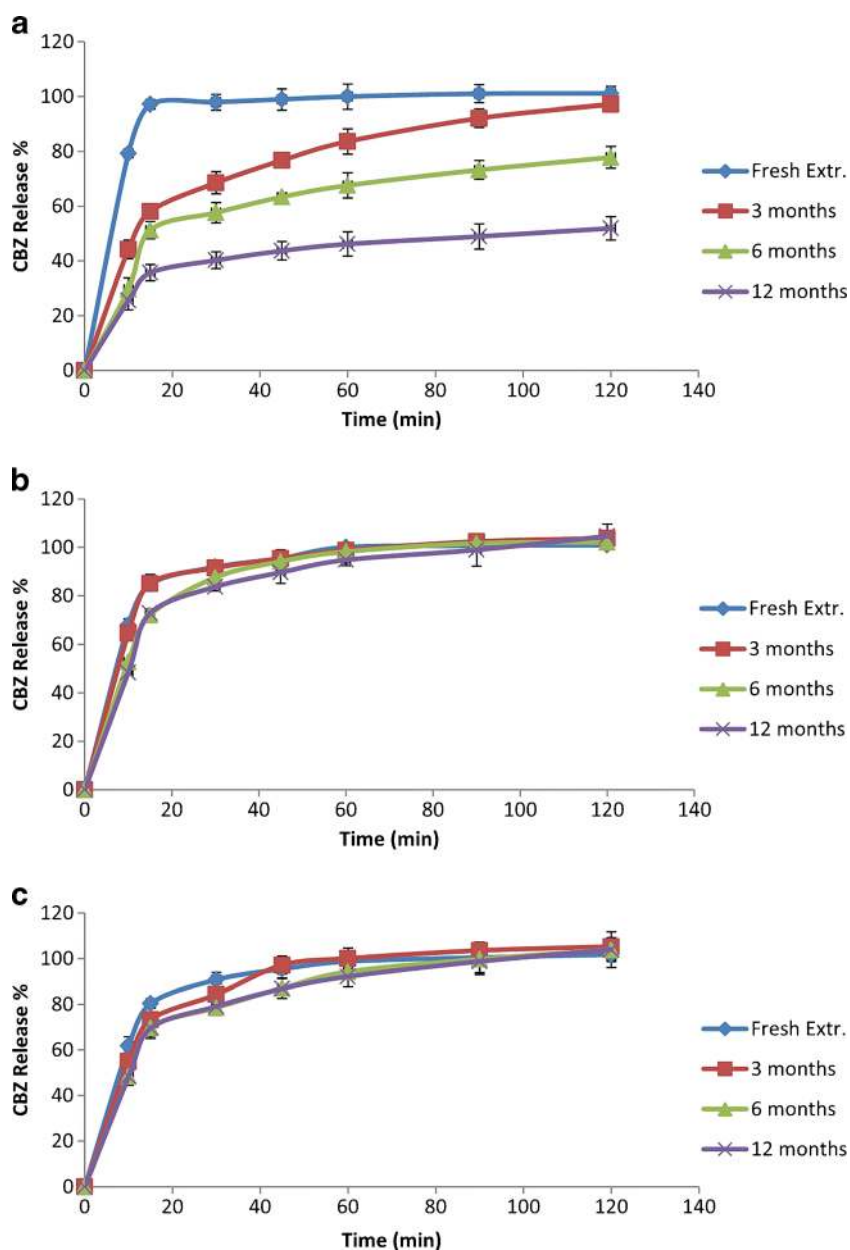 a
120
100
80
60
40
20
0
0 20 40 60 80 100 120 140
CBZ Release %
Time (min)
Fresh Extr.
3 months
6 months
12 months
b
120
100
80
60
40
20
0
0 20 40 60 80 100 120 140
CBZ Release %
Time (min)
Fresh Extr.
3 months
6 months
12 months
c
120
100
80
60
40
20
0
0 20 40 60 80 100 120 140
CBZ Release %
Time (min)
Fresh Extr.
3 months
6 months
12 months